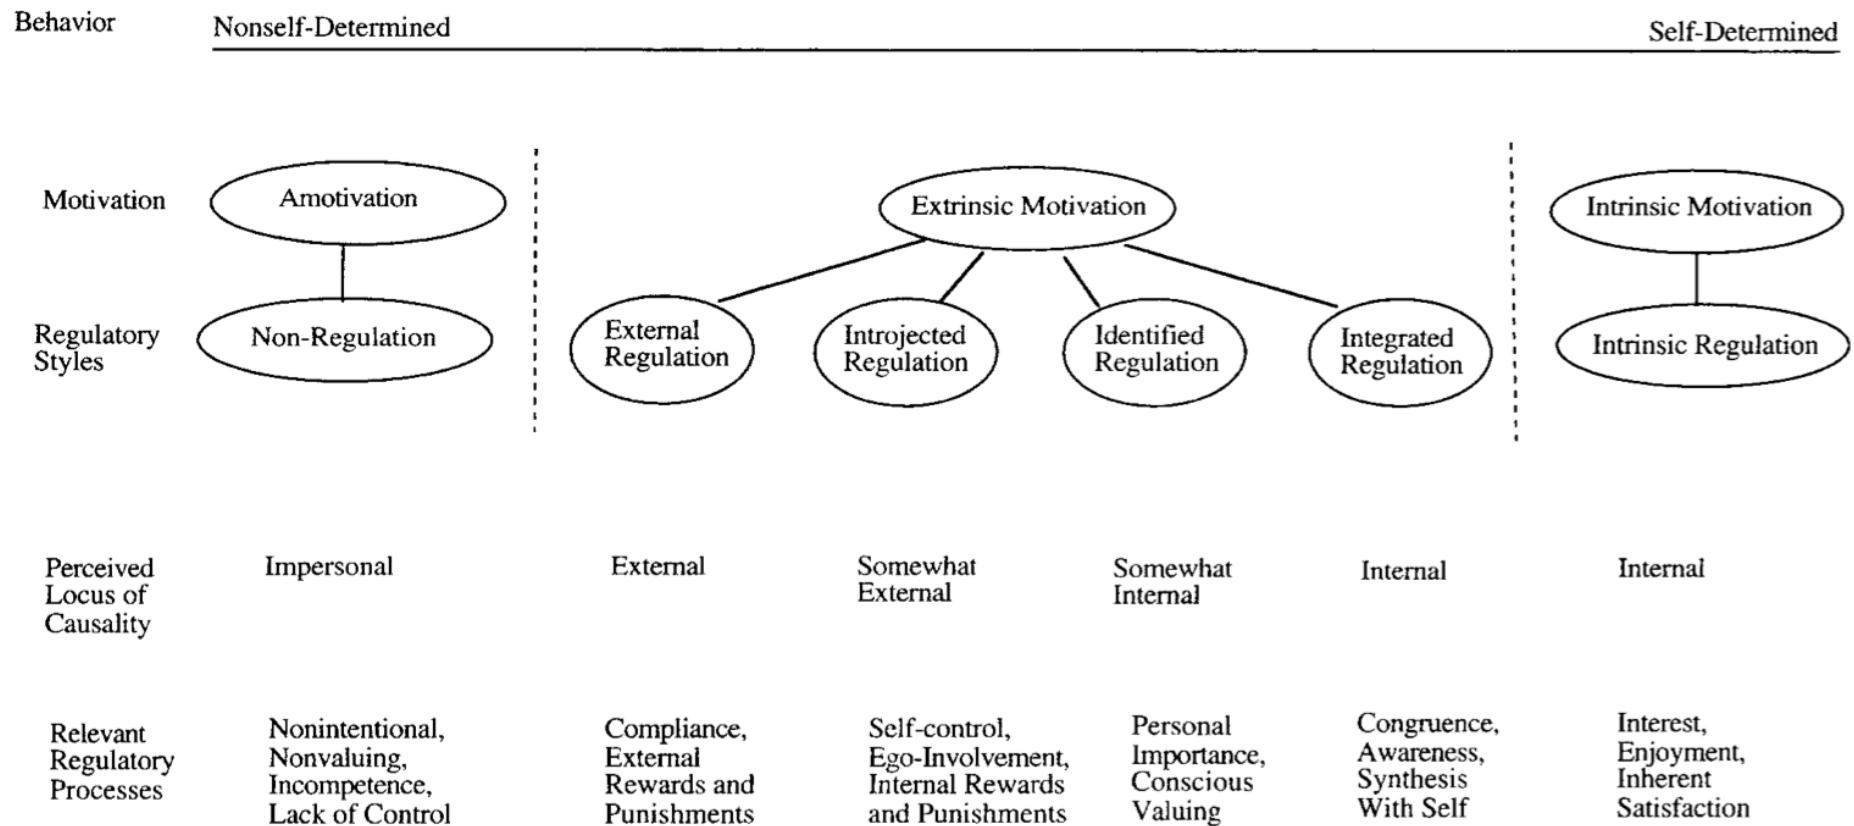 Behavior
Nonself-Determined
Self-Determined
Motivation
Amotivation
Extrinsic Motivation
Intrinsic Motivation
Regulatory
Styles
Non-Regulation
External
Regulation
Introjected
Regulation
Identified
Regulation
Integrated
Regulation
Intrinsic Regulation
Perceived
Locus of
Causality
Impersonal
External
Somewhat
External
Somewhat
Internal
Internal
Internal
Relevant
Regulatory
Processes
Nonintentional,
Nonvaluing,
Incompetence,
Lack of Control
Compliance,
External
Rewards and
Punishments
Self-control,
Ego-Involvement,
Internal Rewards
and Punishments
Personal
Importance,
Conscious
Valuing
Congruence,
Awareness,
Synthesis
With Self
Interest,
Enjoyment,
Inherent
Satisfaction